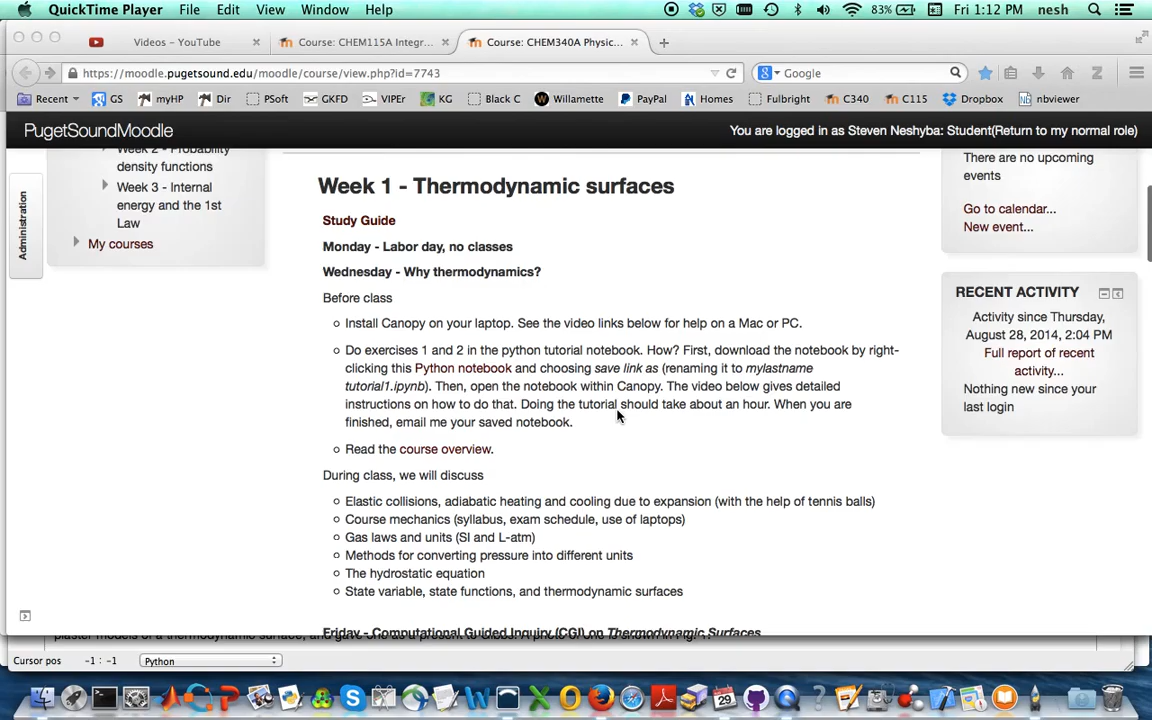 QuickTime Player File Edit View Window Help 83% Fri 1:12 PM nesh
Videos – YouTube × Course: CHEM115A Integr... × Course: CHEM340A Physic... × +
https://moodle.pugetsound.edu/moodle/course/view.php?id=7743 Google
Recent GS myHP Dir PSoft GKFD VIPEr KG Black C Willamette PayPal Homes Fulbright C340 C115 Dropbox nbviewer
PugetSoundMoodle You are logged in as Steven Neshyba: Student(Return to my normal role)
Administration
Week 2 - Probability
density functions
Week 3 - Internal
energy and the 1st
Law
My courses
Week 1 - Thermodynamic surfaces
Study Guide
Monday - Labor day, no classes
Wednesday - Why thermodynamics?
Before class
Install Canopy on your laptop. See the video links below for help on a Mac or PC.
Do exercises 1 and 2 in the python tutorial notebook. How? First, download the notebook by right-
clicking this Python notebook and choosing save link as (renaming it to mylastname
tutorial1.ipynb). Then, open the notebook within Canopy. The video below gives detailed
instructions on how to do that. Doing the tutorial should take about an hour. When you are
finished, email me your saved notebook.
Read the course overview.
During class, we will discuss
Elastic collisions, adiabatic heating and cooling due to expansion (with the help of tennis balls)
Course mechanics (syllabus, exam schedule, use of laptops)
Gas laws and units (SI and L-atm)
Methods for converting pressure into different units
The hydrostatic equation
State variable, state functions, and thermodynamic surfaces
Friday - Computational Guided Inquiry (CGI) on Thermodynamic Surfaces
There are no upcoming
events
Go to calendar...
New event...
RECENT ACTIVITY
Activity since Thursday,
August 28, 2014, 2:04 PM
Full report of recent
activity...
Nothing new since your
last login
Cursor pos -1 : -1 Python